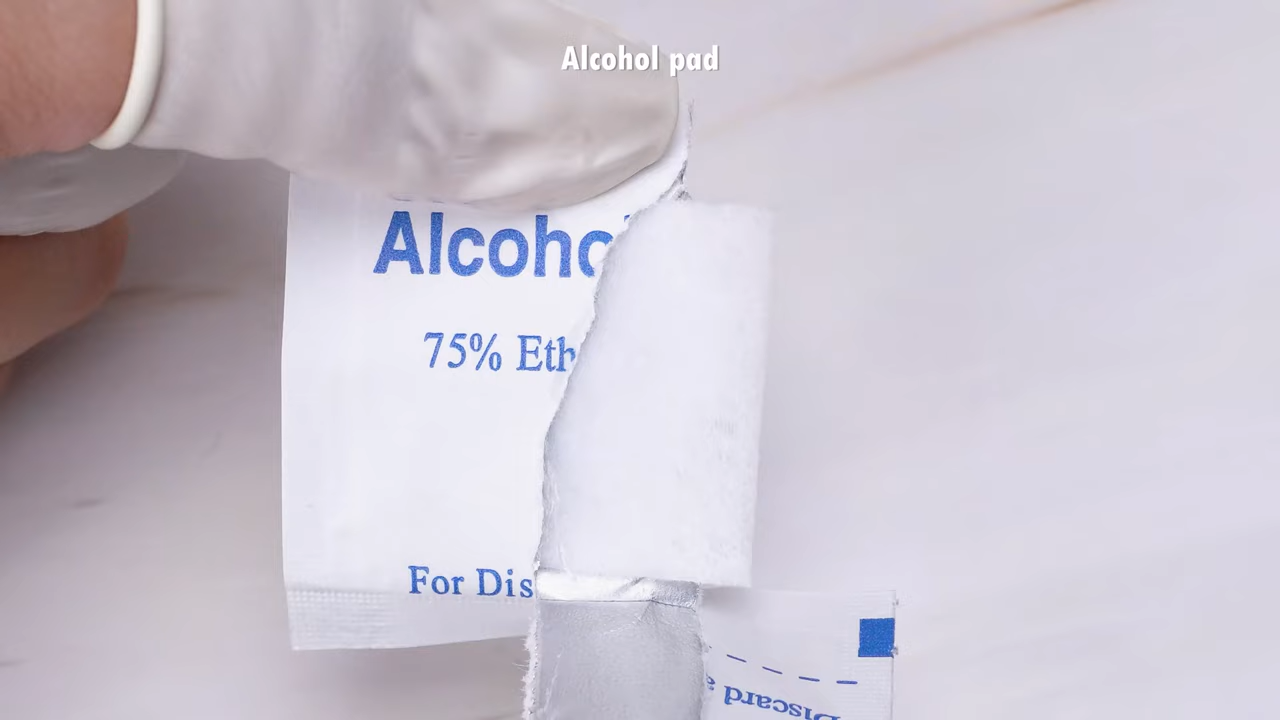 Alcohol pad
Alcoho
75% Eth
For Dis
Discard